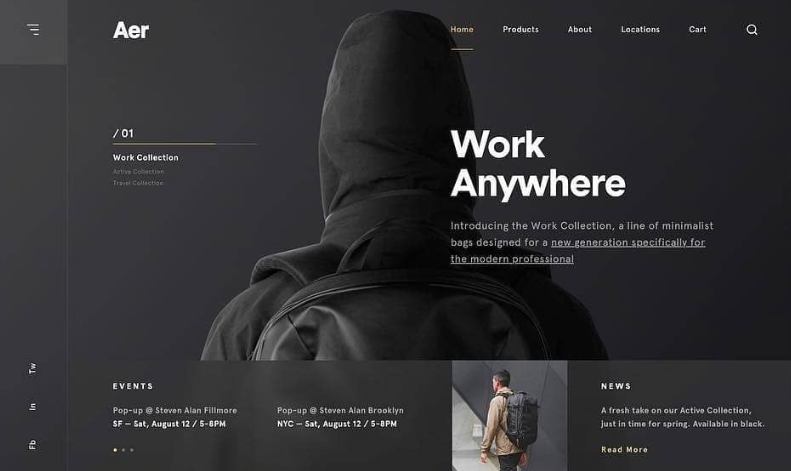 Aer
Home Products About Locations Cart
/ 01
Work Collection
Active Collection
Travel Collection
Work
Anywhere
Introducing the Work Collection, a line of minimalist
bags designed for a new generation specifically for
the modern professional
Tw
In
Fb
EVENTS
Pop-up @ Steven Alan Fillmore
SF — Sat, August 12 / 5-8PM
Pop-up @ Steven Alan Brooklyn
NYC — Sat, August 12 / 5-8PM
NEWS
A fresh take on our Active Collection,
just in time for spring. Available in black.
Read More